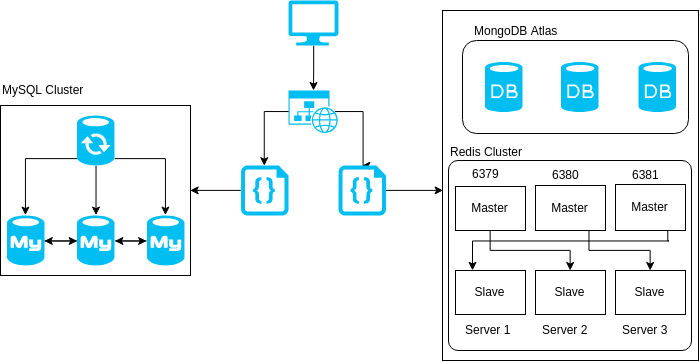 MongoDB Atlas
DB DB DB
MySQL Cluster
Redis Cluster
6379 6380 6381
{} {}
Master Master Master
My My My
Slave Slave Slave
Server 1 Server 2 Server 3